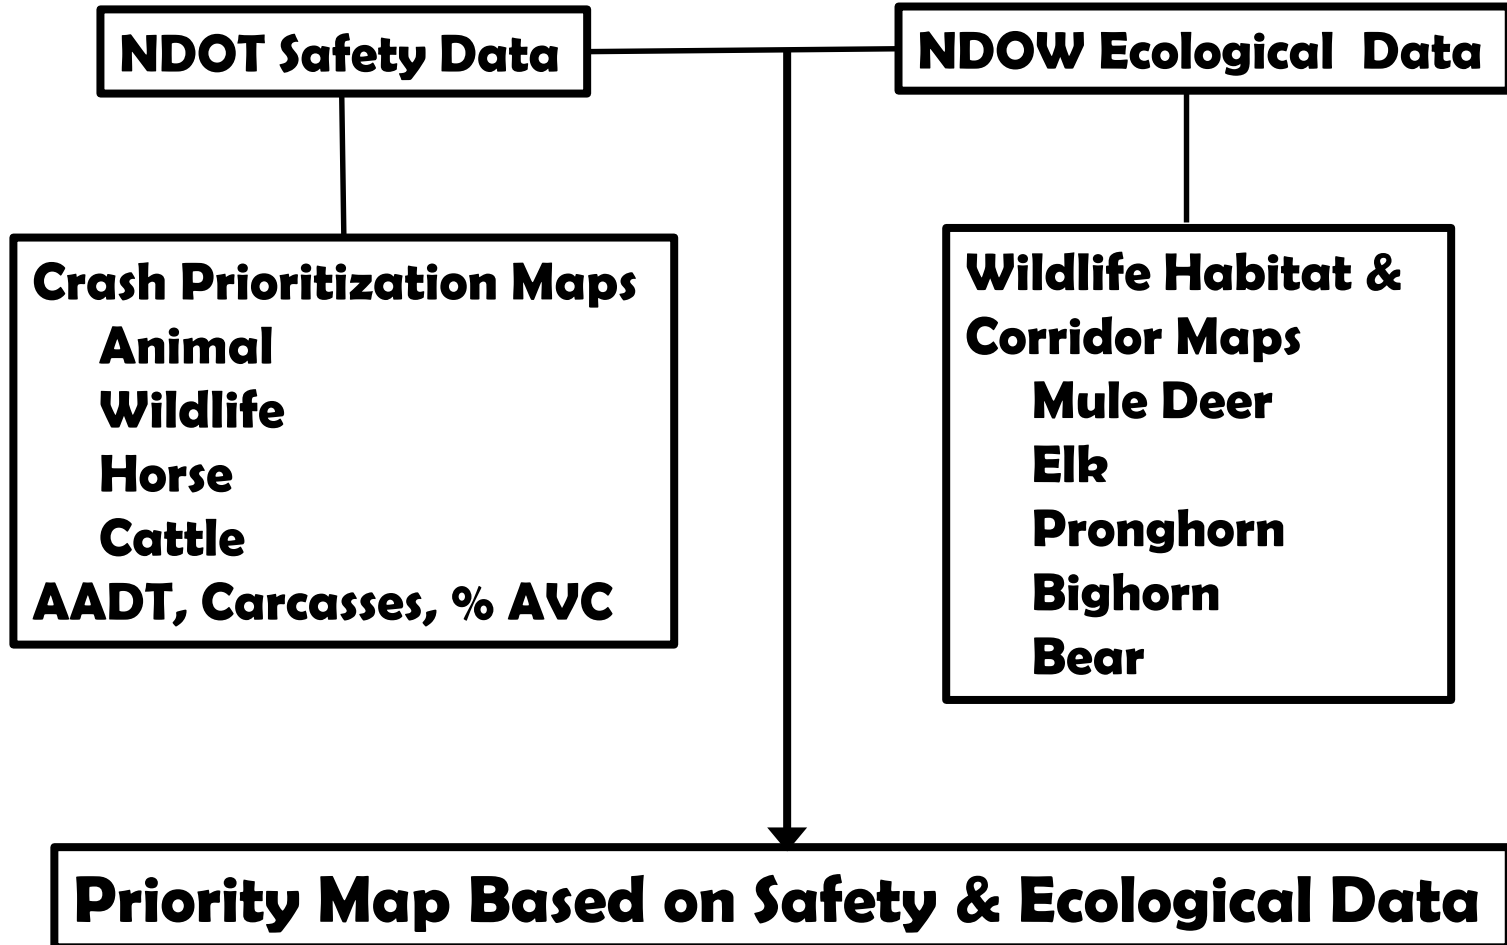 NDOT Safety Data
NDOW Ecological Data
Crash Prioritization Maps
Animal
Wildlife
Horse
Cattle
AADT, Carcasses, % AVC
Wildlife Habitat &
Corridor Maps
Mule Deer
Elk
Pronghorn
Bighorn
Bear
Priority Map Based on Safety & Ecological Data